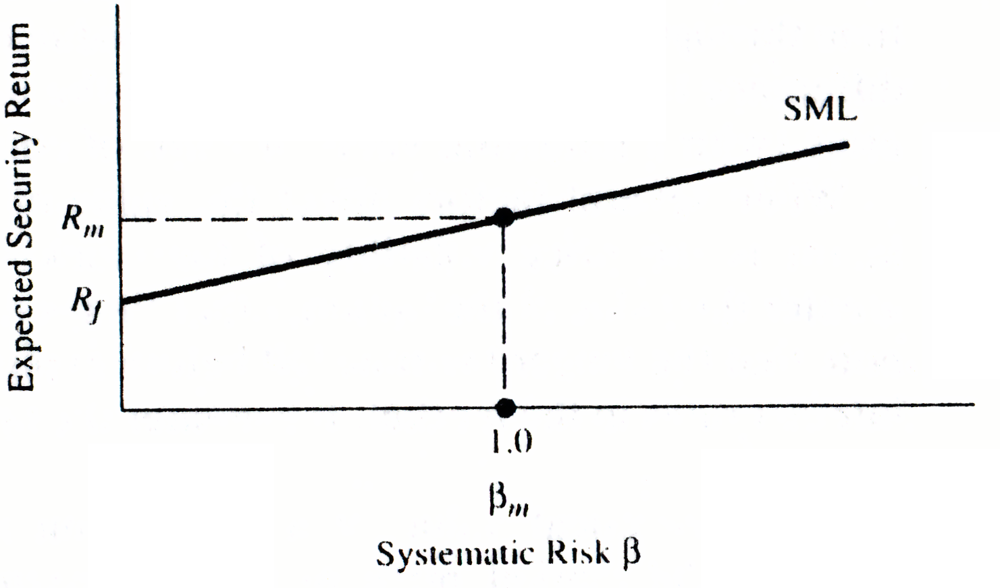 Expected Security Return
SML
R_m
R_f
1.0
β_m
Systematic Risk β